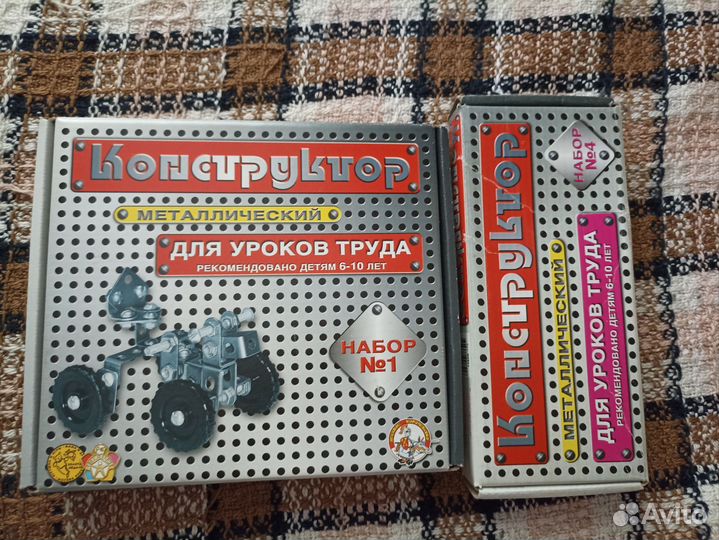 Конструктор
МЕТАЛЛИЧЕСКИЙ
ДЛЯ УРОКОВ ТРУДА
РЕКОМЕНДОВАНО ДЕТЯМ 6-10 ЛЕТ
НАБОР
№1
Конструктор
НАБОР
№4
МЕТАЛЛИЧЕСКИЙ
ДЛЯ УРОКОВ ТРУДА
РЕКОМЕНДОВАНО ДЕТЯМ 6-10 ЛЕТ
Avito